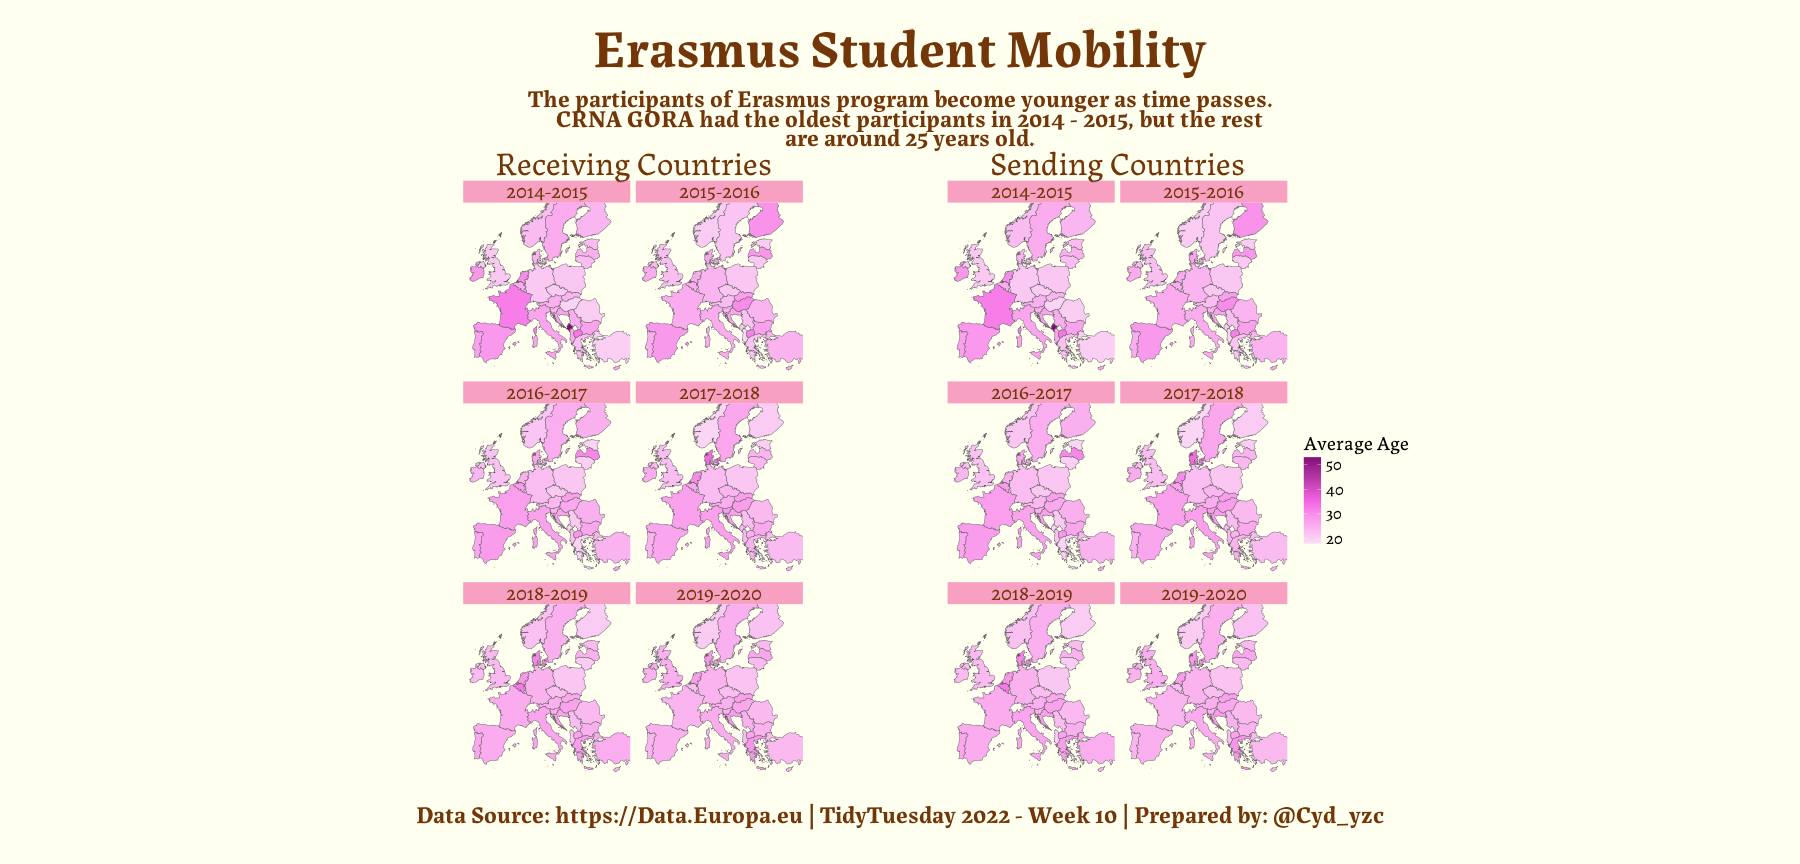 Erasmus Student Mobility
The participants of Erasmus program become younger as time passes.
CRNA GORA had the oldest participants in 2014 - 2015, but the rest
are around 25 years old.
Receiving Countries
2014-2015
2015-2016
2016-2017
2017-2018
2018-2019
2019-2020
Sending Countries
2014-2015
2015-2016
2016-2017
2017-2018
2018-2019
2019-2020
Average Age
50
40
30
20
Data Source: https://Data.Europa.eu | TidyTuesday 2022 - Week 10 | Prepared by: @Cyd_yzc